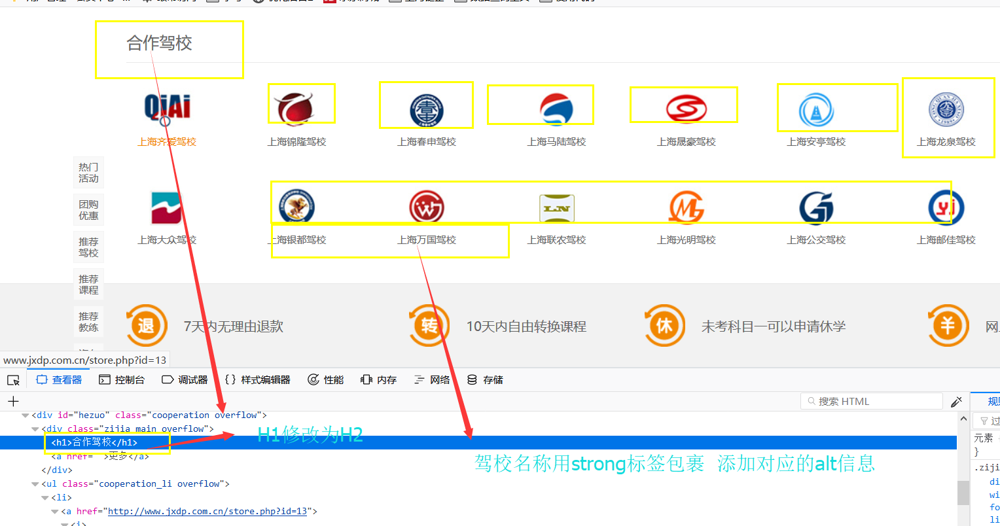 合作驾校
QiAi
上海齐爱驾校
上海锦隆驾校
上海春申驾校
上海马陆驾校
上海晟豪驾校
上海安亭驾校
上海龙泉驾校
热门
活动
团购
优惠
LN
yj
上海大众驾校
上海银都驾校
上海万国驾校
上海联农驾校
上海光明驾校
上海公交驾校
上海邮佳驾校
推荐
驾校
推荐
课程
推荐
教练
退
7天内无理由退款
转
10天内自由转换课程
休
未考科目一可以申请休学
网
www.jxdp.com.cn/store.php?id=13
查看器
控制台
调试器
样式编辑器
性能
内存
网络
存储
搜索 HTML
规
<div id="hezuo" class="cooperation overflow">
<div class="zijia_main overflow">
<h1>合作驾校</h1>
<a href=" >更多</a>
</div>
<ul class="cooperation_li overflow">
<li>
<a href="http://www.jxdp.com.cn/store.php?id=13">
<i>
H1修改为H2
驾校名称用strong标签包裹 添加对应的alt信息
过
元素
}
.ziji
di
wi
fo
li